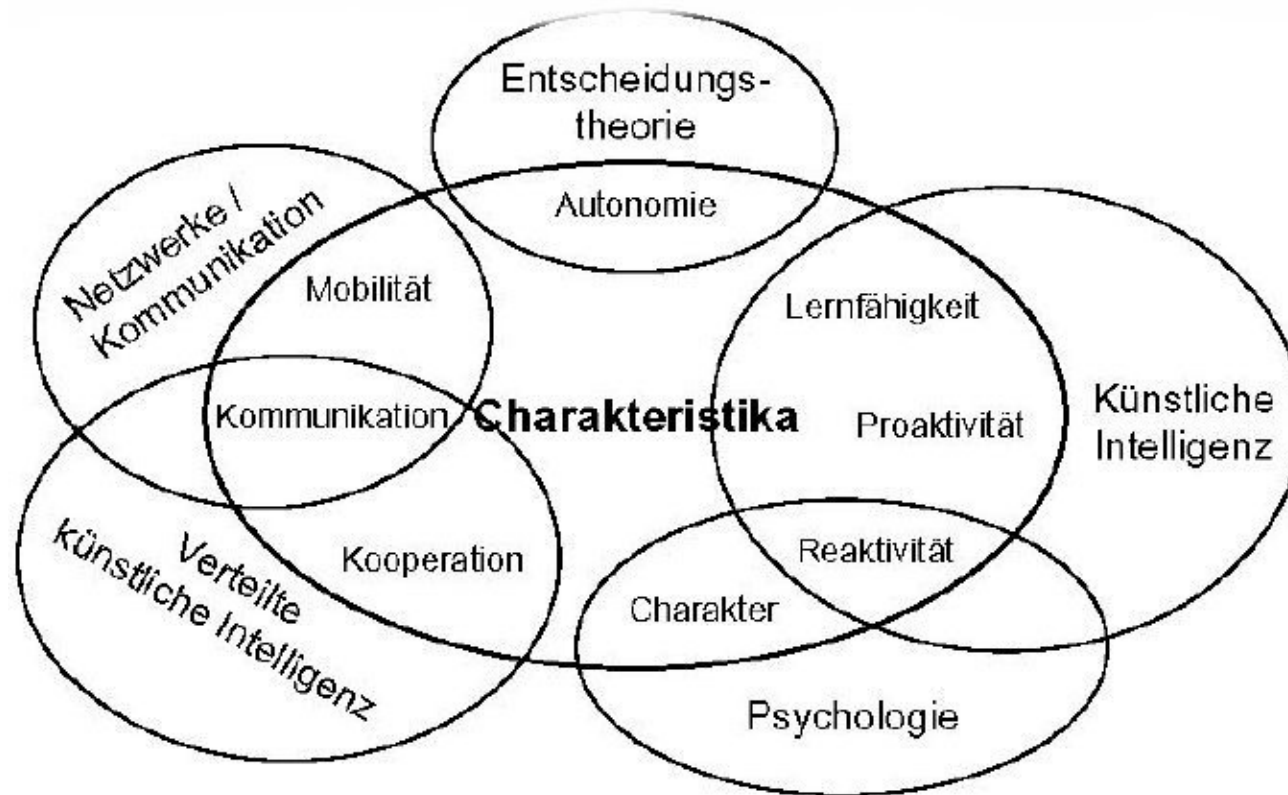 Entscheidungs-
theorie
Autonomie
Netzwerke /
Kommunikation
Mobilität
Lernfähigkeit
Kommunikation
Charakteristika
Proaktivität
Künstliche
Intelligenz
Verteilte
künstliche Intelligenz
Kooperation
Reaktivität
Charakter
Psychologie